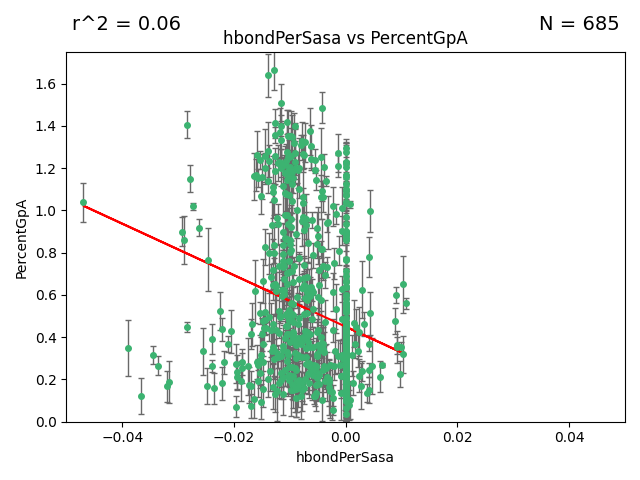 r^2 = 0.06
N = 685
hbondPerSasa vs PercentGpA
PercentGpA
1.6
1.4
1.2
1.0
0.8
0.6
0.4
0.2
0.0
−0.04 −0.02 0.00 0.02 0.04
hbondPerSasa